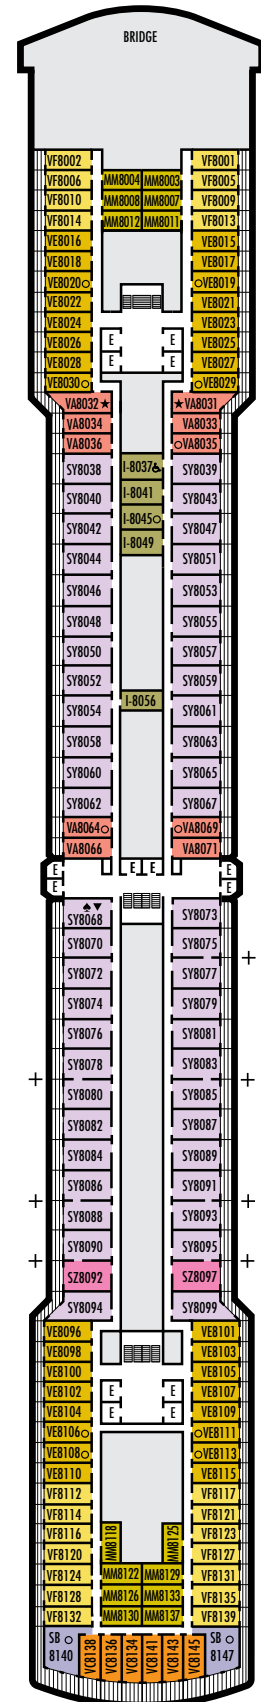 BRIDGE
VF8002 VF8001
VF8006 MM8004 MM8003 VF8005
VF8010 MM8008 MM8007 VF8009
VF8014 MM8012 MM8011 VF8013
VE8016 VE8015
VE8018 VE8017
VE8020○ ○VE8019
VE8022 VE8021
VE8024 VE8023
VE8026 E E VE8025
VE8028 E E VE8027
VE8030○ ○VE8029
VA8032★ ★VA8031
VA8034 VA8033
VA8036 ○VA8035
SY8038 I-8037♿ SY8039
SY8040 I-8041 SY8043
SY8042 I-8045○ SY8047
SY8044 I-8049 SY8051
SY8046 SY8053
SY8048 SY8055
SY8050 SY8057
SY8052 SY8059
SY8054 I-8056 SY8061
SY8058 SY8063
SY8060 SY8065
SY8062 SY8067
VA8064○ ○VA8069
VA8066 VA8071
E E E E
E E
♠▼
SY8068 SY8073
SY8070 SY8075
SY8072 SY8077
SY8074 SY8079
SY8076 SY8081
SY8078 SY8083
SY8080 SY8085
SY8082 SY8087
SY8084 SY8089
SY8086 SY8091
SY8088 SY8093
SY8090 SY8095
SZ8092 SZ8097
SY8094 SY8099
VE8096 VE8101
VE8098 VE8103
VE8100 VE8105
VE8102 E E VE8107
VE8104 E E VE8109
VE8106○ ○VE8111
VE8108○ ○VE8113
VE8110 VE8115
VF8112 VF8117
VF8114 VF8121
VF8116 MM8118 MM8125 VF8123
VF8120 VF8127
VF8124 MM8122 MM8129 VF8131
VF8128 MM8126 MM8133 VF8135
VF8132 MM8130 MM8137 VF8139
SB ○
8140
VC8138 VC8136 VC8134 VC8141 VC8143 VC8145
SB ○
8147